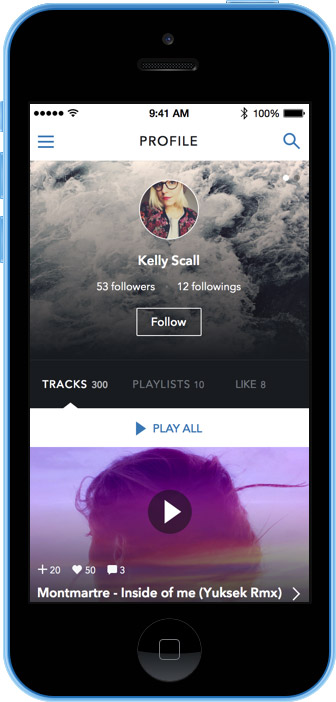 9:41 AM 100%
PROFILE
Kelly Scall
53 followers 12 followings
Follow
TRACKS 300 PLAYLISTS 10 LIKE 8
PLAY ALL
20 50 3
Montmartre - Inside of me (Yuksek Rmx)